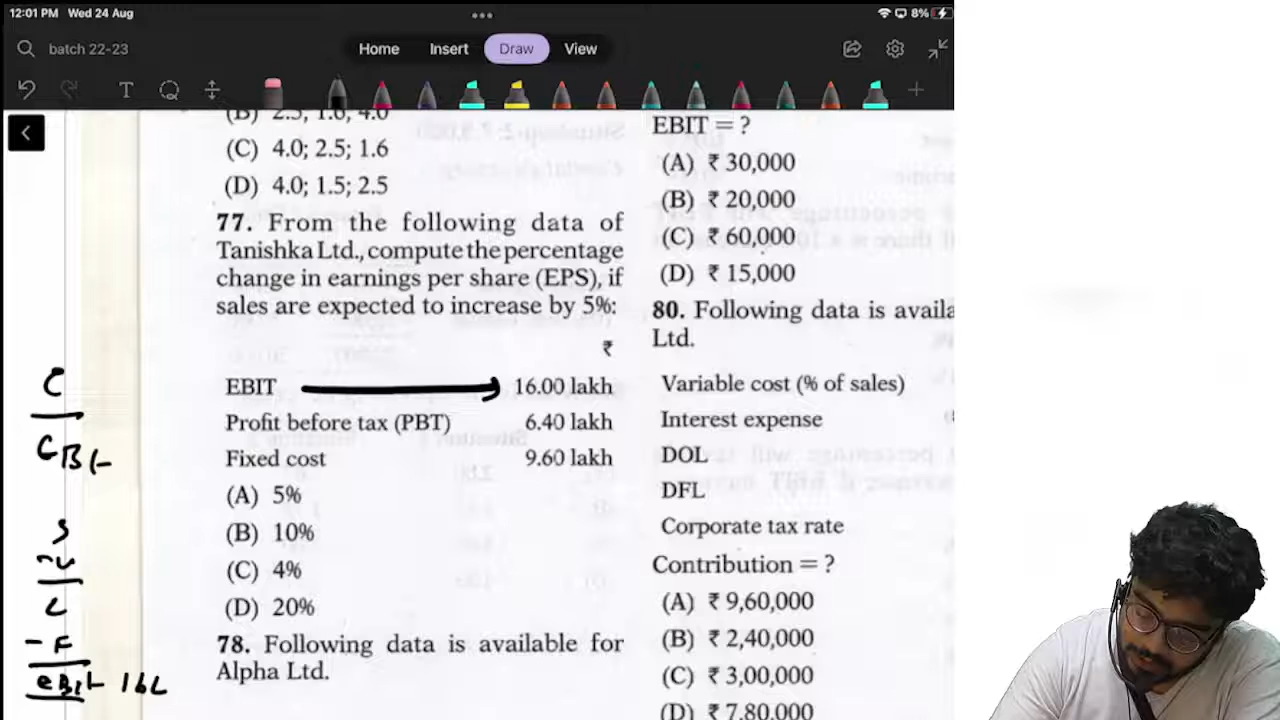 12:01 PM Wed 24 Aug
8%
batch 22-23
Home Insert Draw View
(B) 2.5; 1.6; 4.0
(C) 4.0; 2.5; 1.6
(D) 4.0; 1.5; 2.5
77. From the following data of
Tanishka Ltd., compute the percentage
change in earnings per share (EPS), if
sales are expected to increase by 5%:
₹
EBIT 16.00 lakh
Profit before tax (PBT) 6.40 lakh
Fixed cost 9.60 lakh
(A) 5%
(B) 10%
(C) 4%
(D) 20%
78. Following data is available for
Alpha Ltd.
EBIT = ?
(A) ₹ 30,000
(B) ₹ 20,000
(C) ₹ 60,000
(D) ₹ 15,000
80. Following data is availa
Ltd.
Variable cost (% of sales)
Interest expense
DOL
DFL
Corporate tax rate
Contribution = ?
(A) ₹ 9,60,000
(B) ₹ 2,40,000
(C) ₹ 3,00,000
(D) ₹ 7,80,000
C
S
C
- F
eBit 16L